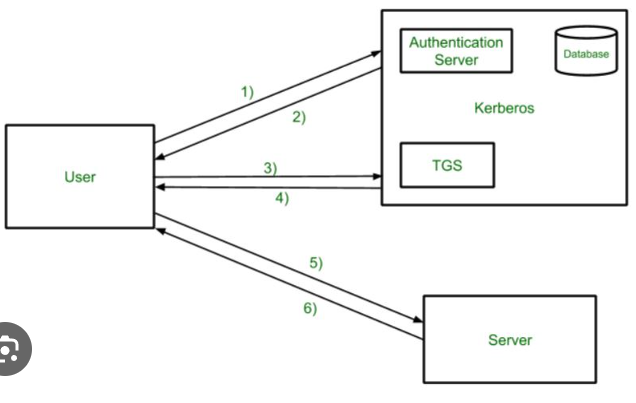 Authentication
Server
Database
Kerberos
1)
2)
User
3)
TGS
4)
5)
6)
Server